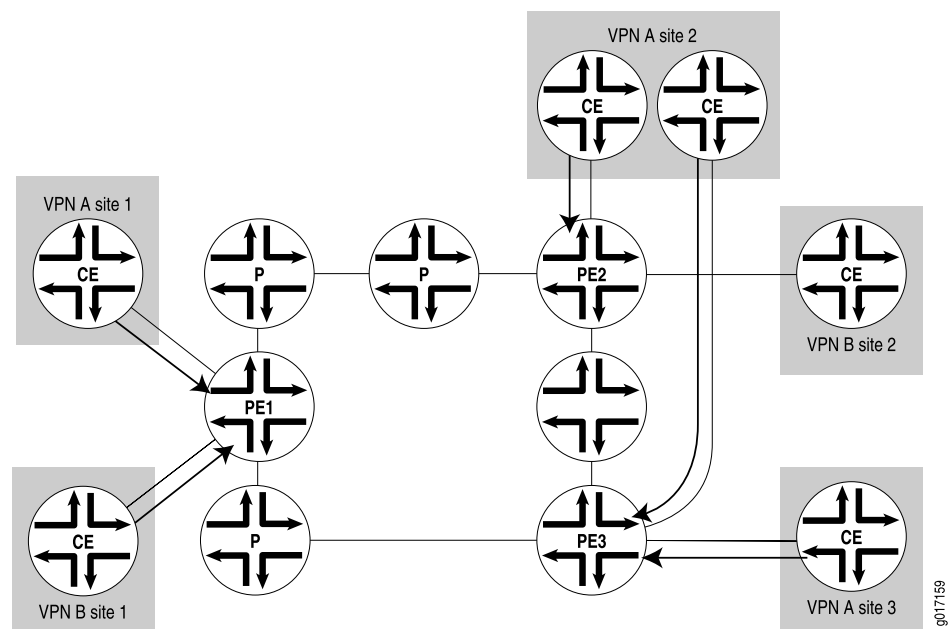 VPN A site 2
CE
CE
VPN A site 1
CE
P
P
PE2
CE
VPN B site 2
PE1
CE
VPN B site 1
P
PE3
CE
VPN A site 3
g017159